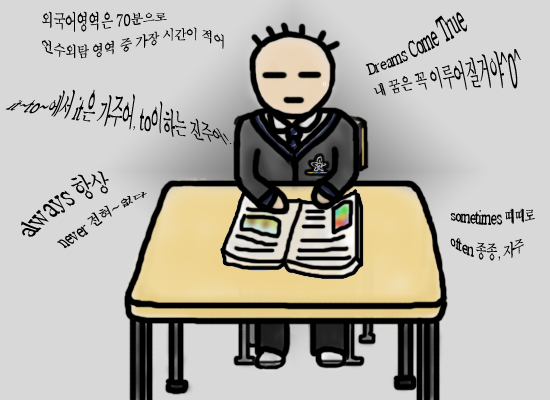 외국어영역은 70분으로
언수외탐 영역 중 가장 시간이 적어
Dreams Come True
내 꿈은 꼭 이루어질거야^0^
it~to~에서 it은 가주어, to이하는 진주어!!.
always 항상
never 전혀~없다
sometimes 때때로
often 종종, 자주